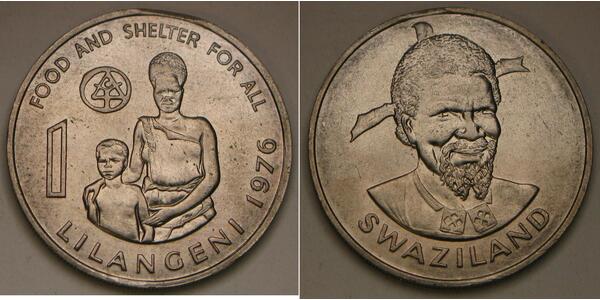 FOOD AND SHELTER FOR ALL
1
LILANGENI 1976
SWAZILAND